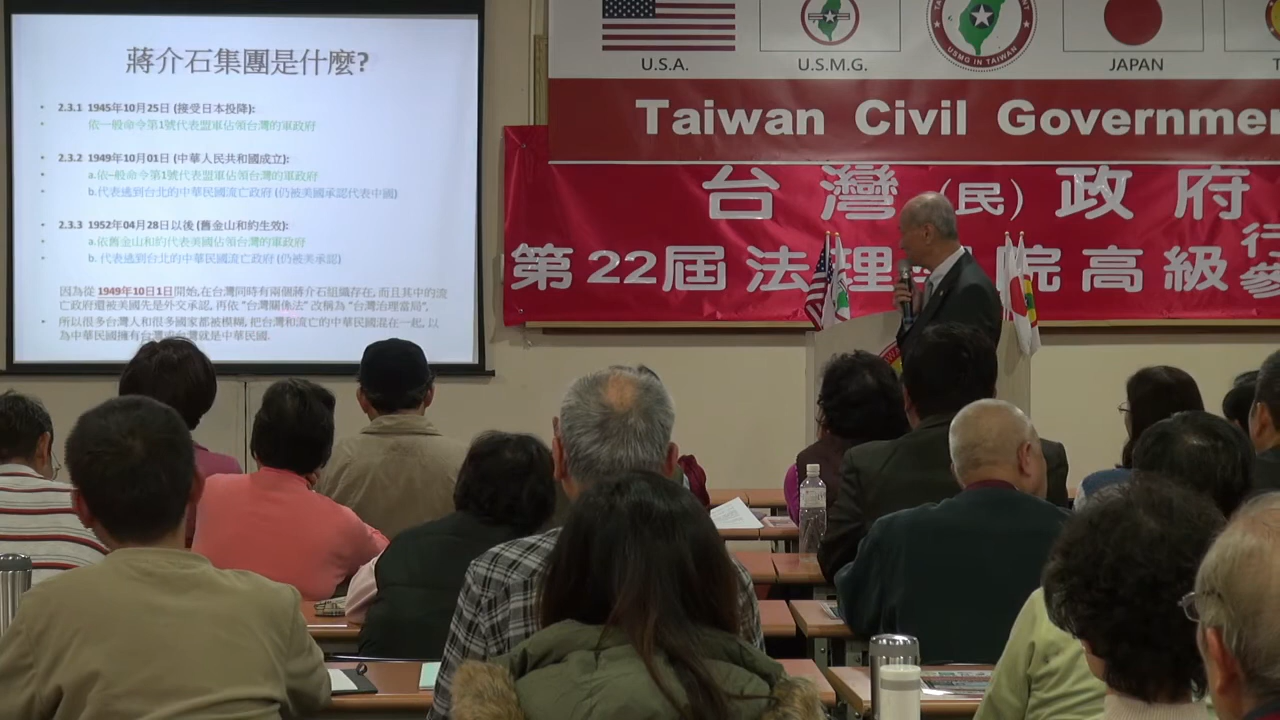 蔣介石集團是什麼?
• 2.3.1 1945年10月25日 (接受日本投降):
• 依一般命令第1號代表盟軍佔領台灣的軍政府
• 2.3.2 1949年10月01日 (中華人民共和國成立):
• a.依一般命令第1號代表盟軍佔領台灣的軍政府
• b.代表逃到台北的中華民國流亡政府 (仍被美國承認代表中國)
• 2.3.3 1952年04月28日以後 (舊金山和約生效):
• a.依舊金山和約代表美國佔領台灣的軍政府
• b. 代表逃到台北的中華民國流亡政府 (仍被美承認)
因為從 1949年10日1日開始,在台灣同時有兩個蔣介石組織存在, 而且其中的流
• 亡政府還被美國先是外交承認, 再依 "台灣關係法" 改稱為 "台灣治理當局",
• 所以很多台灣人和很多國家都被模糊, 把台灣和流亡的中華民國混在一起, 以
為中華民國擁有台灣或台灣就是中華民國.
U.S.A.
U.S.M.G.
USMG IN TAIWAN
JAPAN
Taiwan Civil Governme
台灣(民)政府
第22屆法理 院高級
行
參